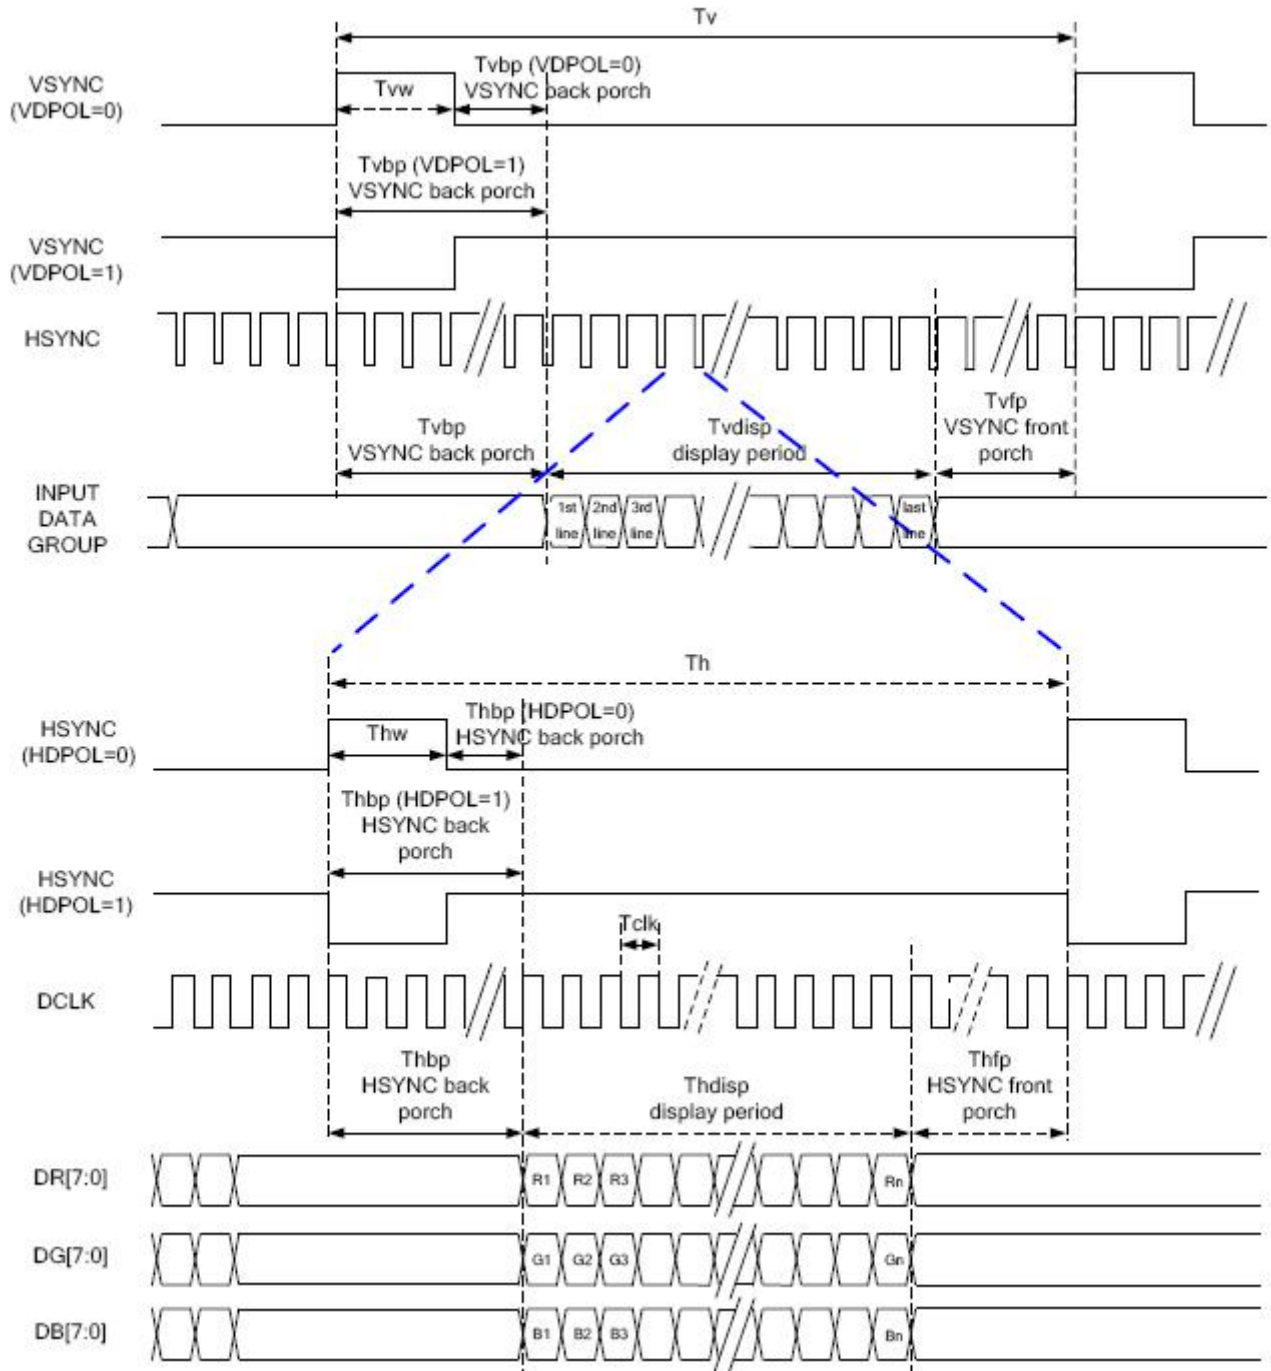 Tv
VSYNC
(VDPOL=0)
Tvw
Tvbp (VDPOL=0)
VSYNC back porch
Tvbp (VDPOL=1)
VSYNC back porch
VSYNC
(VDPOL=1)
HSYNC
Tvbp
VSYNC back porch
Tvdisp
display period
Tvfp
VSYNC front
porch
INPUT
DATA
GROUP
1st
line
2nd
line
3rd
line
last
line
Th
HSYNC
(HDPOL=0)
Thw
Thbp (HDPOL=0)
HSYNC back porch
Thbp (HDPOL=1)
HSYNC back
porch
HSYNC
(HDPOL=1)
Tclk
DCLK
Thbp
HSYNC back
porch
Thdisp
display period
Thfp
HSYNC front
porch
DR[7:0]
R1 R2 R3 Rn
DG[7:0]
G1 G2 G3 Gn
DB[7:0]
B1 B2 B3 Bn